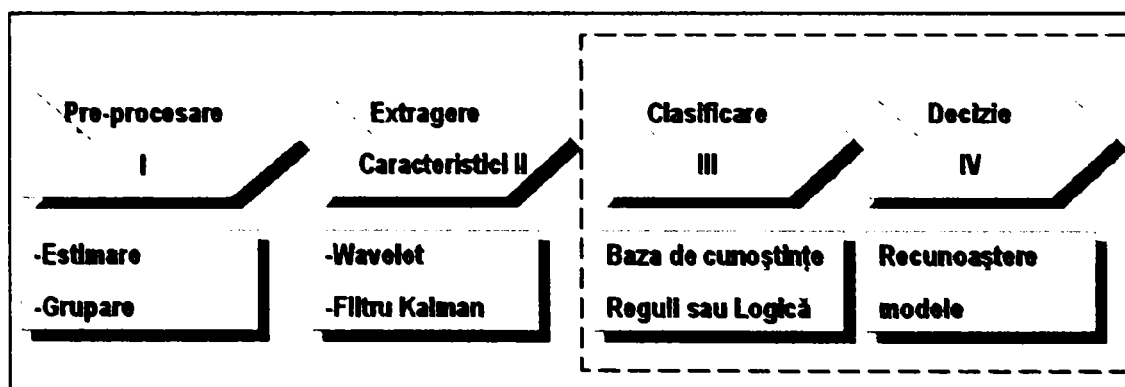 Pre-procesare
I
Extragere
Caracteristici II
Clasificare
III
Decizie
IV
-Estimare
-Grupare
-Wavelet
-Filtru Kalman
Baza de cunoştinţe
Reguli sau Logică
Recunoaştere
modele